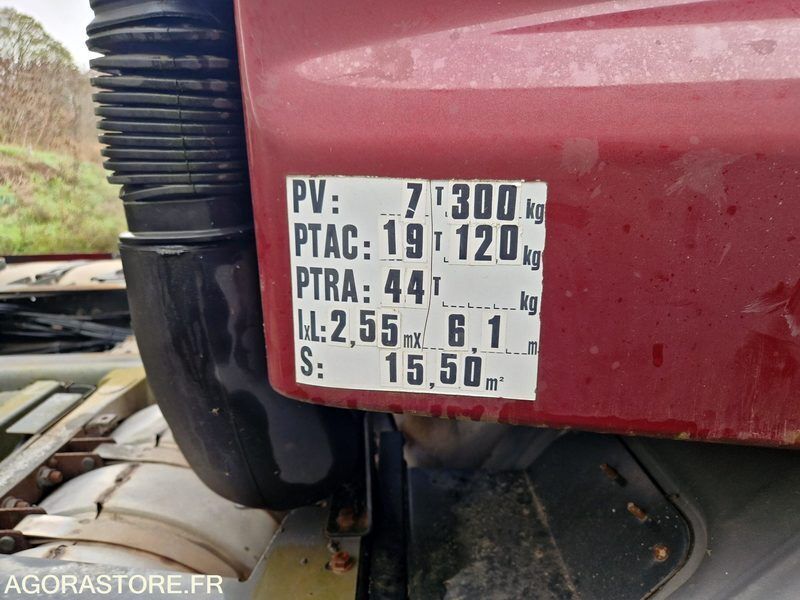 PV: 7 T 300 kg
PTAC: 19 T 120 kg
PTRA: 44 T kg
lxL: 2,55 mx 6,1 m
S: 15,50 m²
AGORASTORE.FR